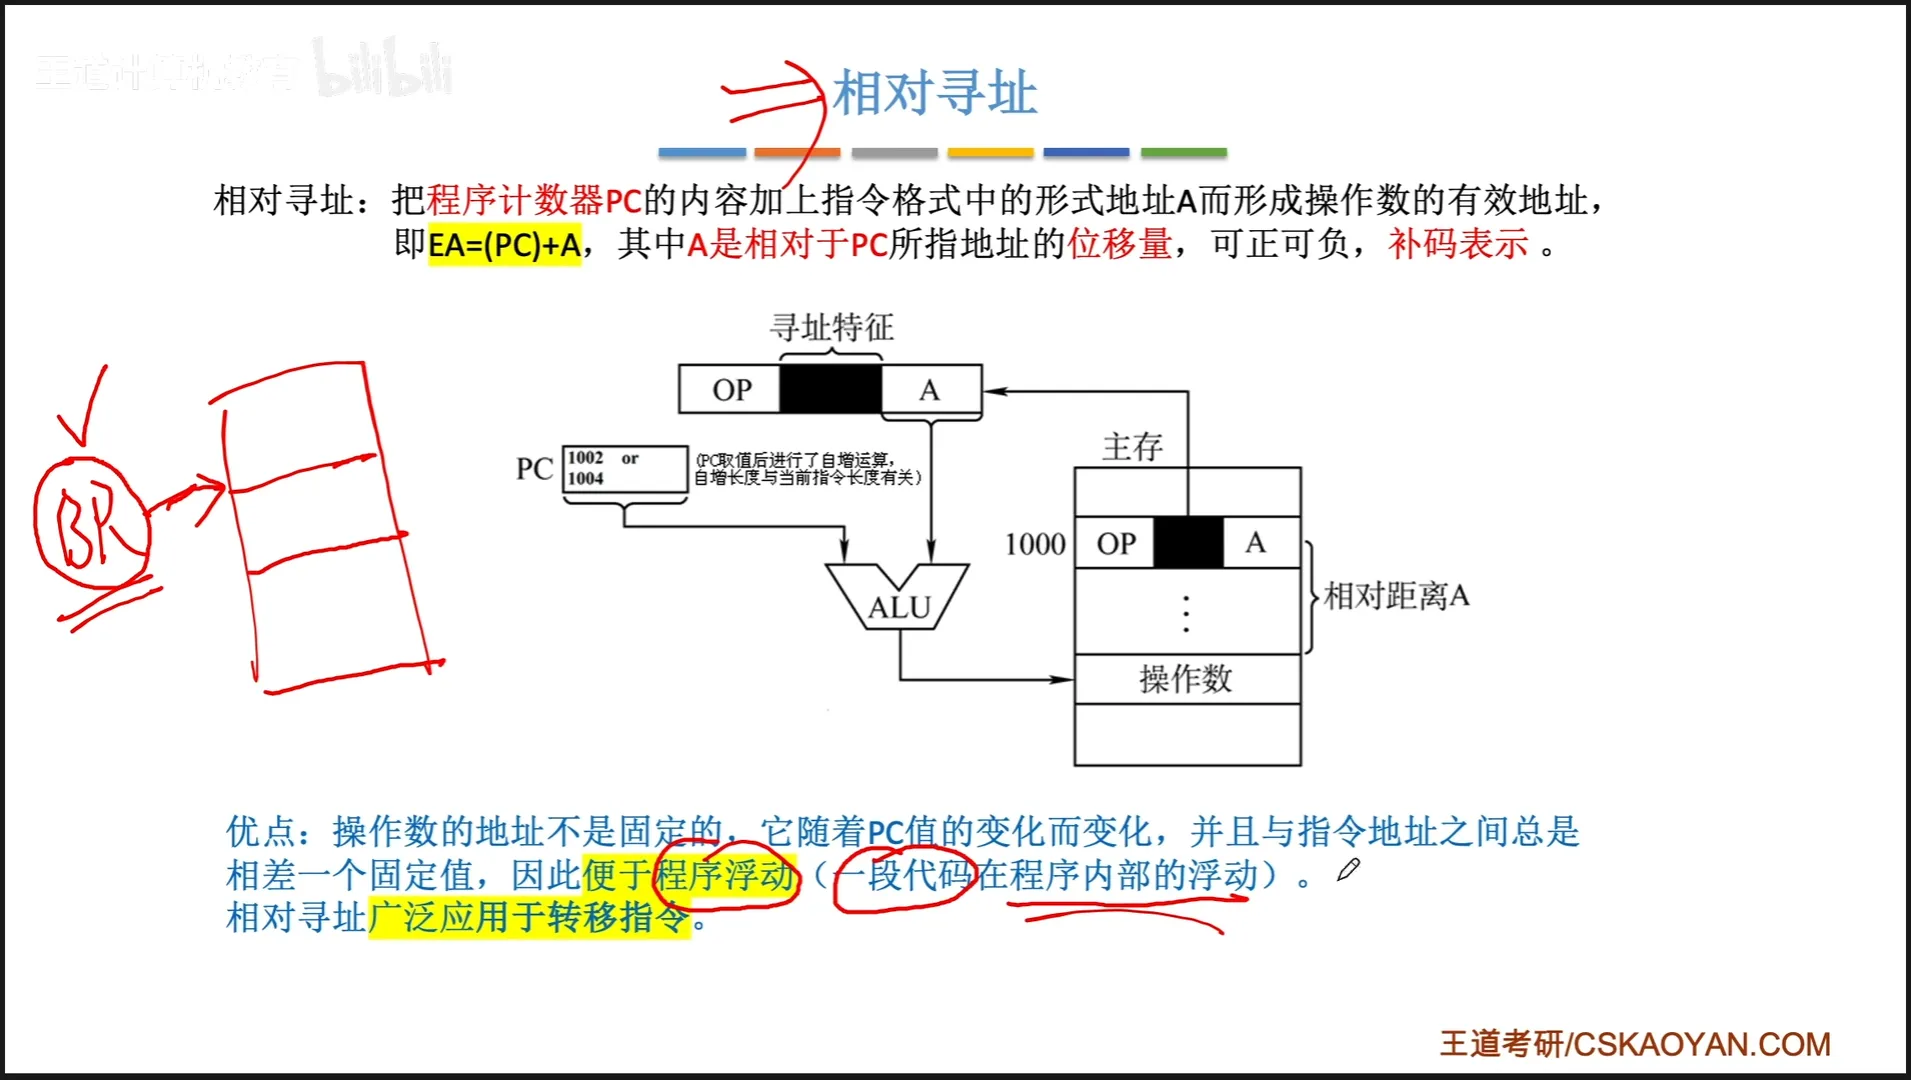 王道计算机教育 bilibili
相对寻址
相对寻址：把程序计数器PC的内容加上指令格式中的形式地址A而形成操作数的有效地址，
即EA=(PC)+A，其中A是相对于PC所指地址的位移量，可正可负，补码表示 。
寻址特征
OP A
主存
PC 1002 or
1004
(PC取值后进行了自增运算，
自增长度与当前指令长度有关)
BR
1000 OP A
⋮
相对距离A
ALU
操作数
优点：操作数的地址不是固定的，它随着PC值的变化而变化，并且与指令地址之间总是
相差一个固定值，因此便于程序浮动（一段代码在程序内部的浮动）。
相对寻址广泛应用于转移指令。
王道考研/CSKAOYAN.COM